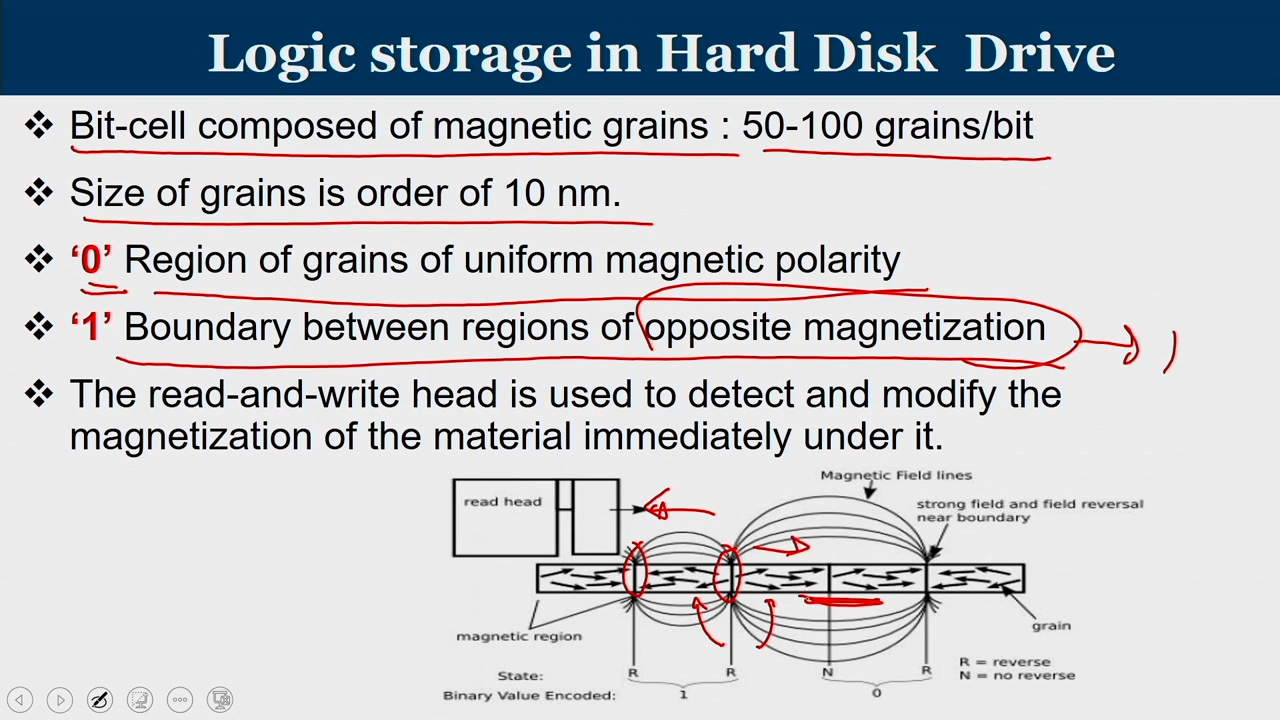 Logic storage in Hard Disk Drive
❖ Bit-cell composed of magnetic grains : 50-100 grains/bit
❖ Size of grains is order of 10 nm.
❖ ‘0’ Region of grains of uniform magnetic polarity
❖ ‘1’ Boundary between regions of opposite magnetization
❖ The read-and-write head is used to detect and modify the
magnetization of the material immediately under it.
Magnetic Field lines
read head
strong field and field reversal
near boundary
grain
magnetic region
R = reverse
N = no reverse
State: R R N R
Binary Value Encoded: 1 0